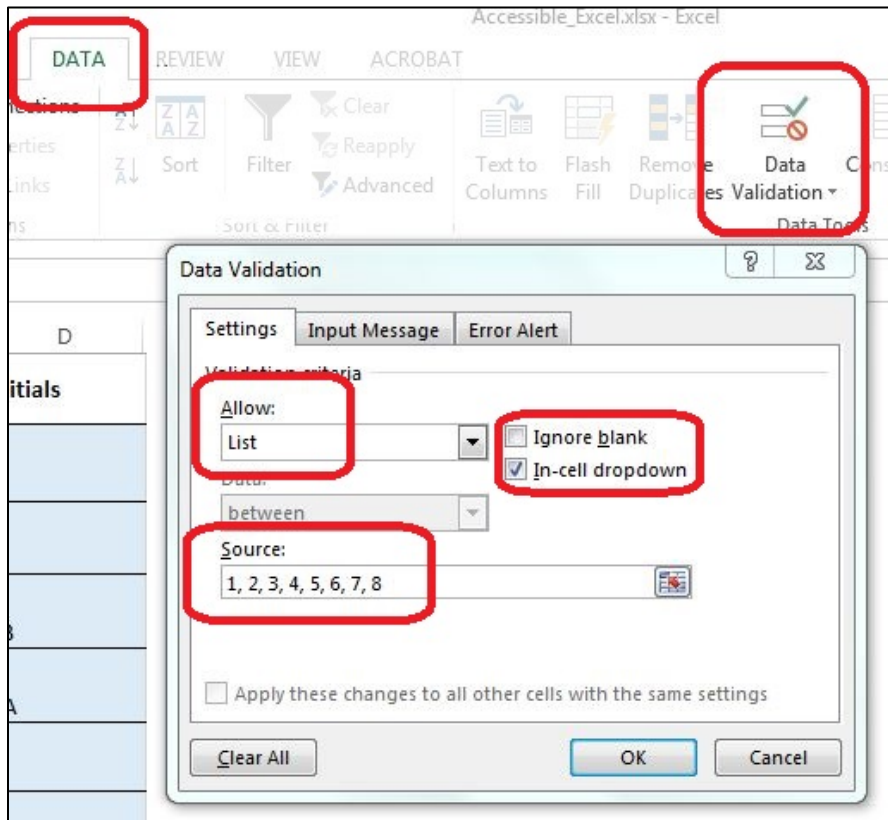 Accessible_Excel.xlsx - Excel
DATA REVIEW VIEW ACROBAT
Clear
Reapply
Advanced
Sort
Filter
Text to Columns
Flash Fill
Remove Duplicates
Data Validation
Sort & Filter
Data Tools
Data Validation
Settings Input Message Error Alert
Validation criteria
Allow:
List
Ignore blank
In-cell dropdown
Data:
between
Source:
1, 2, 3, 4, 5, 6, 7, 8
Apply these changes to all other cells with the same settings
Clear All OK Cancel
D
itials
B
A